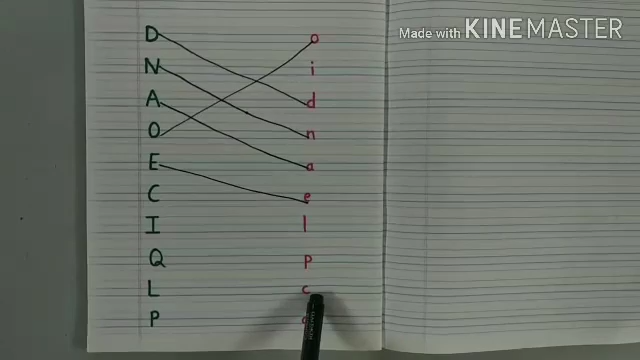 Made with KINEMASTER
D o
N i
A d
O n
E a
C e
I l
Q p
L c
P